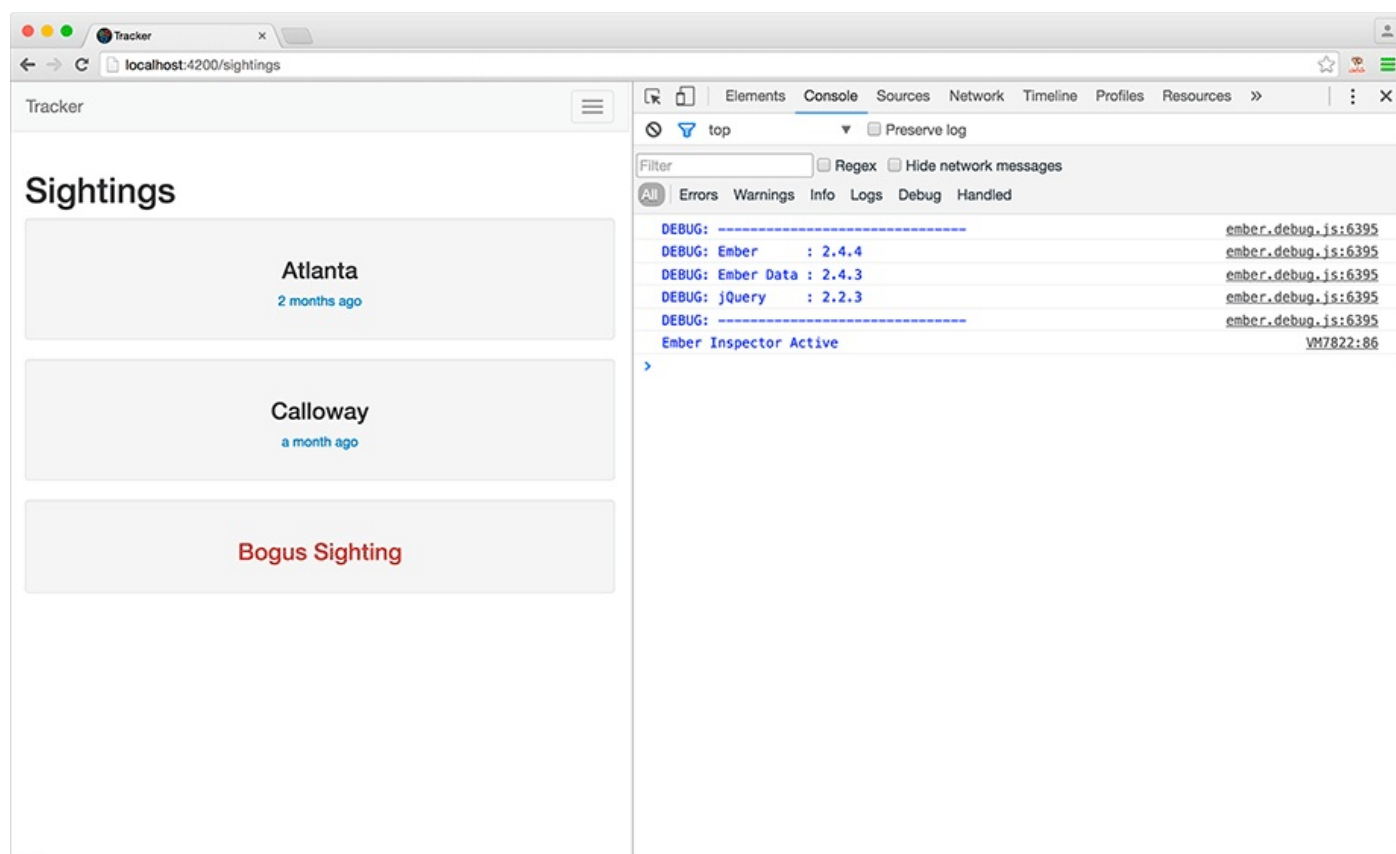 Tracker
localhost:4200/sightings
Tracker
Sightings
Atlanta
2 months ago
Calloway
a month ago
Bogus Sighting
Elements Console Sources Network Timeline Profiles Resources »
top ▼ Preserve log
Filter Regex Hide network messages
All Errors Warnings Info Logs Debug Handled
DEBUG: ------------------------------- ember.debug.js:6395
DEBUG: Ember : 2.4.4 ember.debug.js:6395
DEBUG: Ember Data : 2.4.3 ember.debug.js:6395
DEBUG: jQuery : 2.2.3 ember.debug.js:6395
DEBUG: ------------------------------- ember.debug.js:6395
Ember Inspector Active VM7822:86